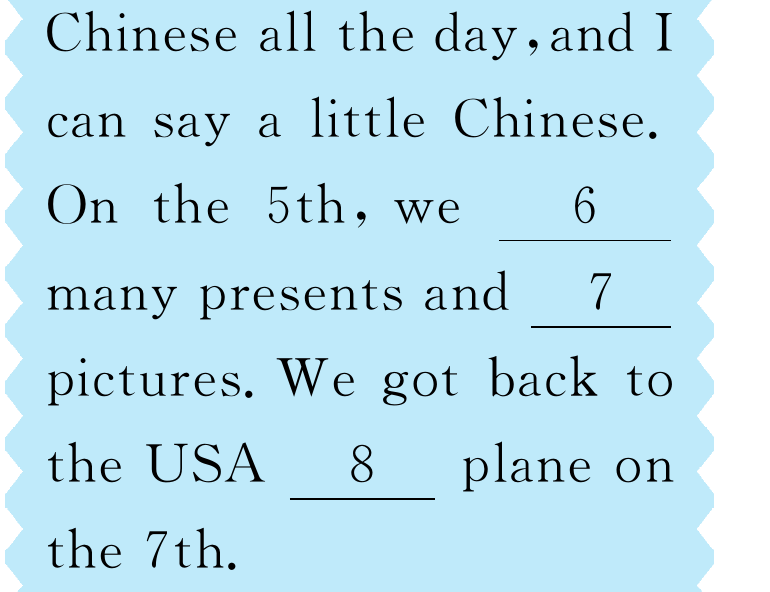 Chinese all the day,and I
can say a little Chinese.
On the 5th, we 6
many presents and 7
pictures. We got back to
the USA 8 plane on
the 7th.